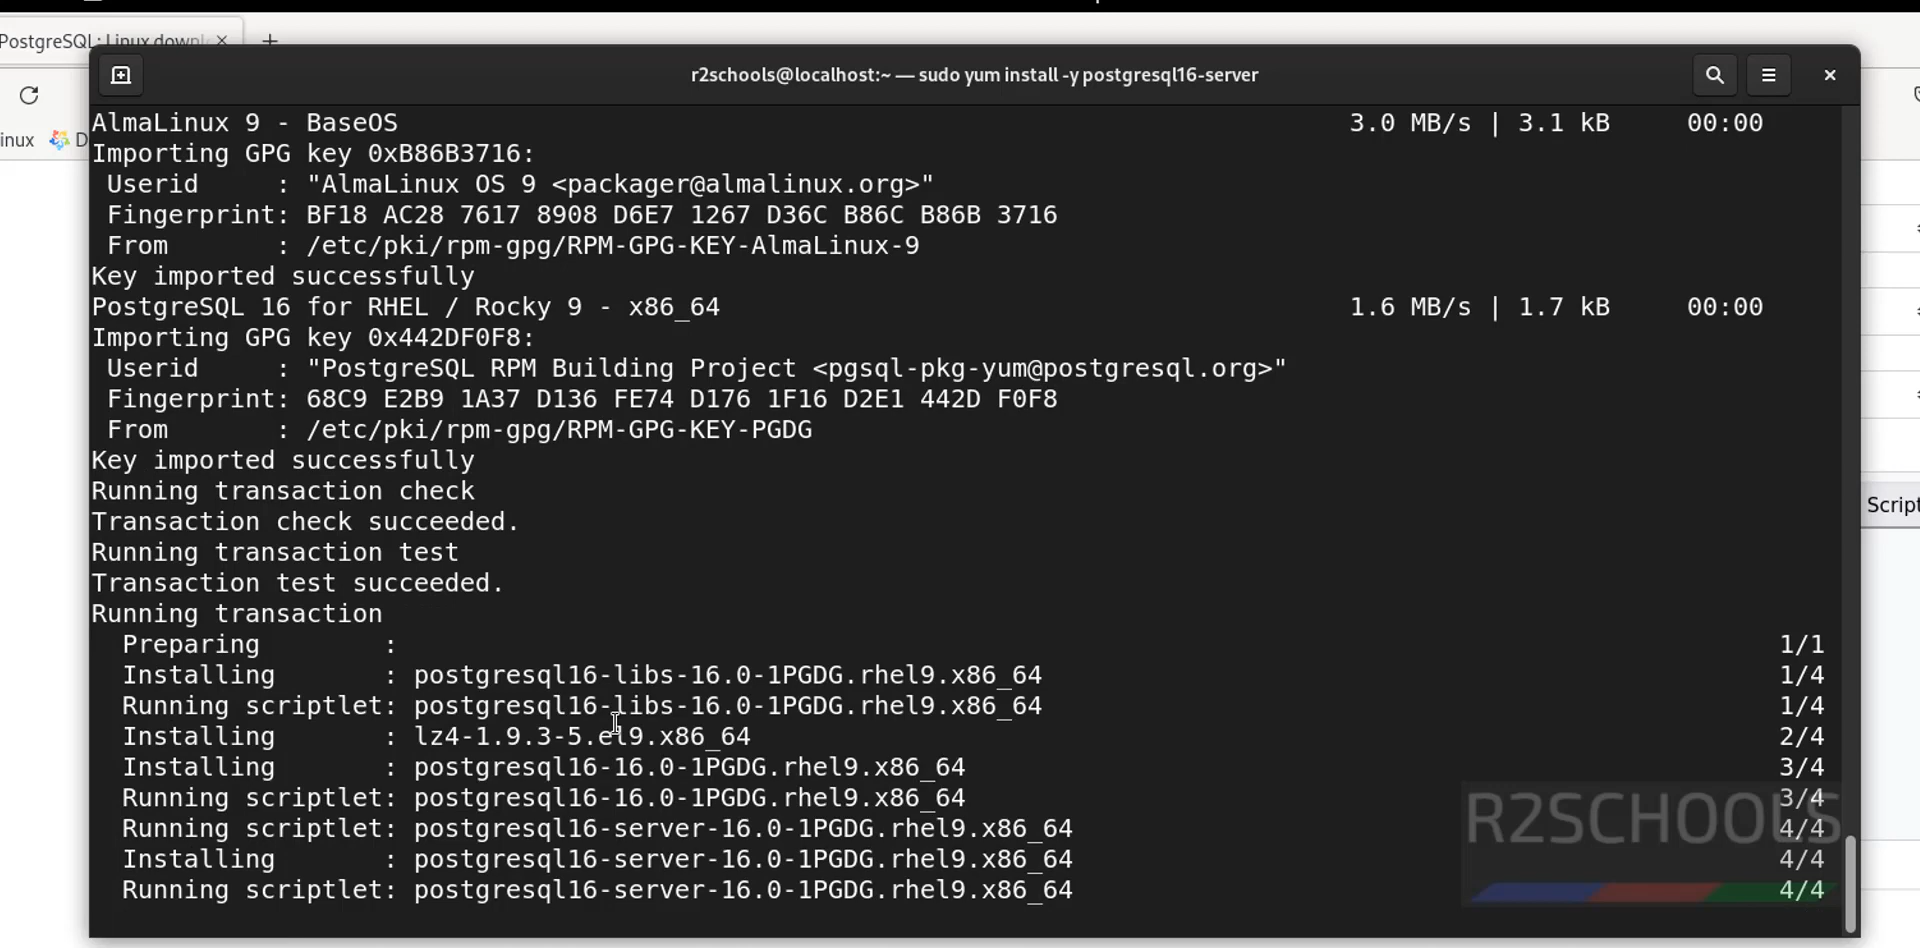 PostgreSQL: Linux downl
r2schools@localhost:~ — sudo yum install -y postgresql16-server
inux
D
AlmaLinux 9 - BaseOS 3.0 MB/s | 3.1 kB 00:00
Importing GPG key 0xB86B3716:
Userid : "AlmaLinux OS 9 <packager@almalinux.org>"
Fingerprint: BF18 AC28 7617 8908 D6E7 1267 D36C B86C B86B 3716
From : /etc/pki/rpm-gpg/RPM-GPG-KEY-AlmaLinux-9
Key imported successfully
PostgreSQL 16 for RHEL / Rocky 9 - x86_64 1.6 MB/s | 1.7 kB 00:00
Importing GPG key 0x442DF0F8:
Userid : "PostgreSQL RPM Building Project <pgsql-pkg-yum@postgresql.org>"
Fingerprint: 68C9 E2B9 1A37 D136 FE74 D176 1F16 D2E1 442D F0F8
From : /etc/pki/rpm-gpg/RPM-GPG-KEY-PGDG
Key imported successfully
Running transaction check
Script
Transaction check succeeded.
Running transaction test
Transaction test succeeded.
Running transaction
Preparing : 1/1
Installing : postgresql16-libs-16.0-1PGDG.rhel9.x86_64 1/4
Running scriptlet: postgresql16-libs-16.0-1PGDG.rhel9.x86_64 1/4
Installing : lz4-1.9.3-5.el9.x86_64 2/4
Installing : postgresql16-16.0-1PGDG.rhel9.x86_64 3/4
Running scriptlet: postgresql16-16.0-1PGDG.rhel9.x86_64 3/4
R2SCHOOLS
Running scriptlet: postgresql16-server-16.0-1PGDG.rhel9.x86_64 4/4
Installing : postgresql16-server-16.0-1PGDG.rhel9.x86_64 4/4
Running scriptlet: postgresql16-server-16.0-1PGDG.rhel9.x86_64 4/4